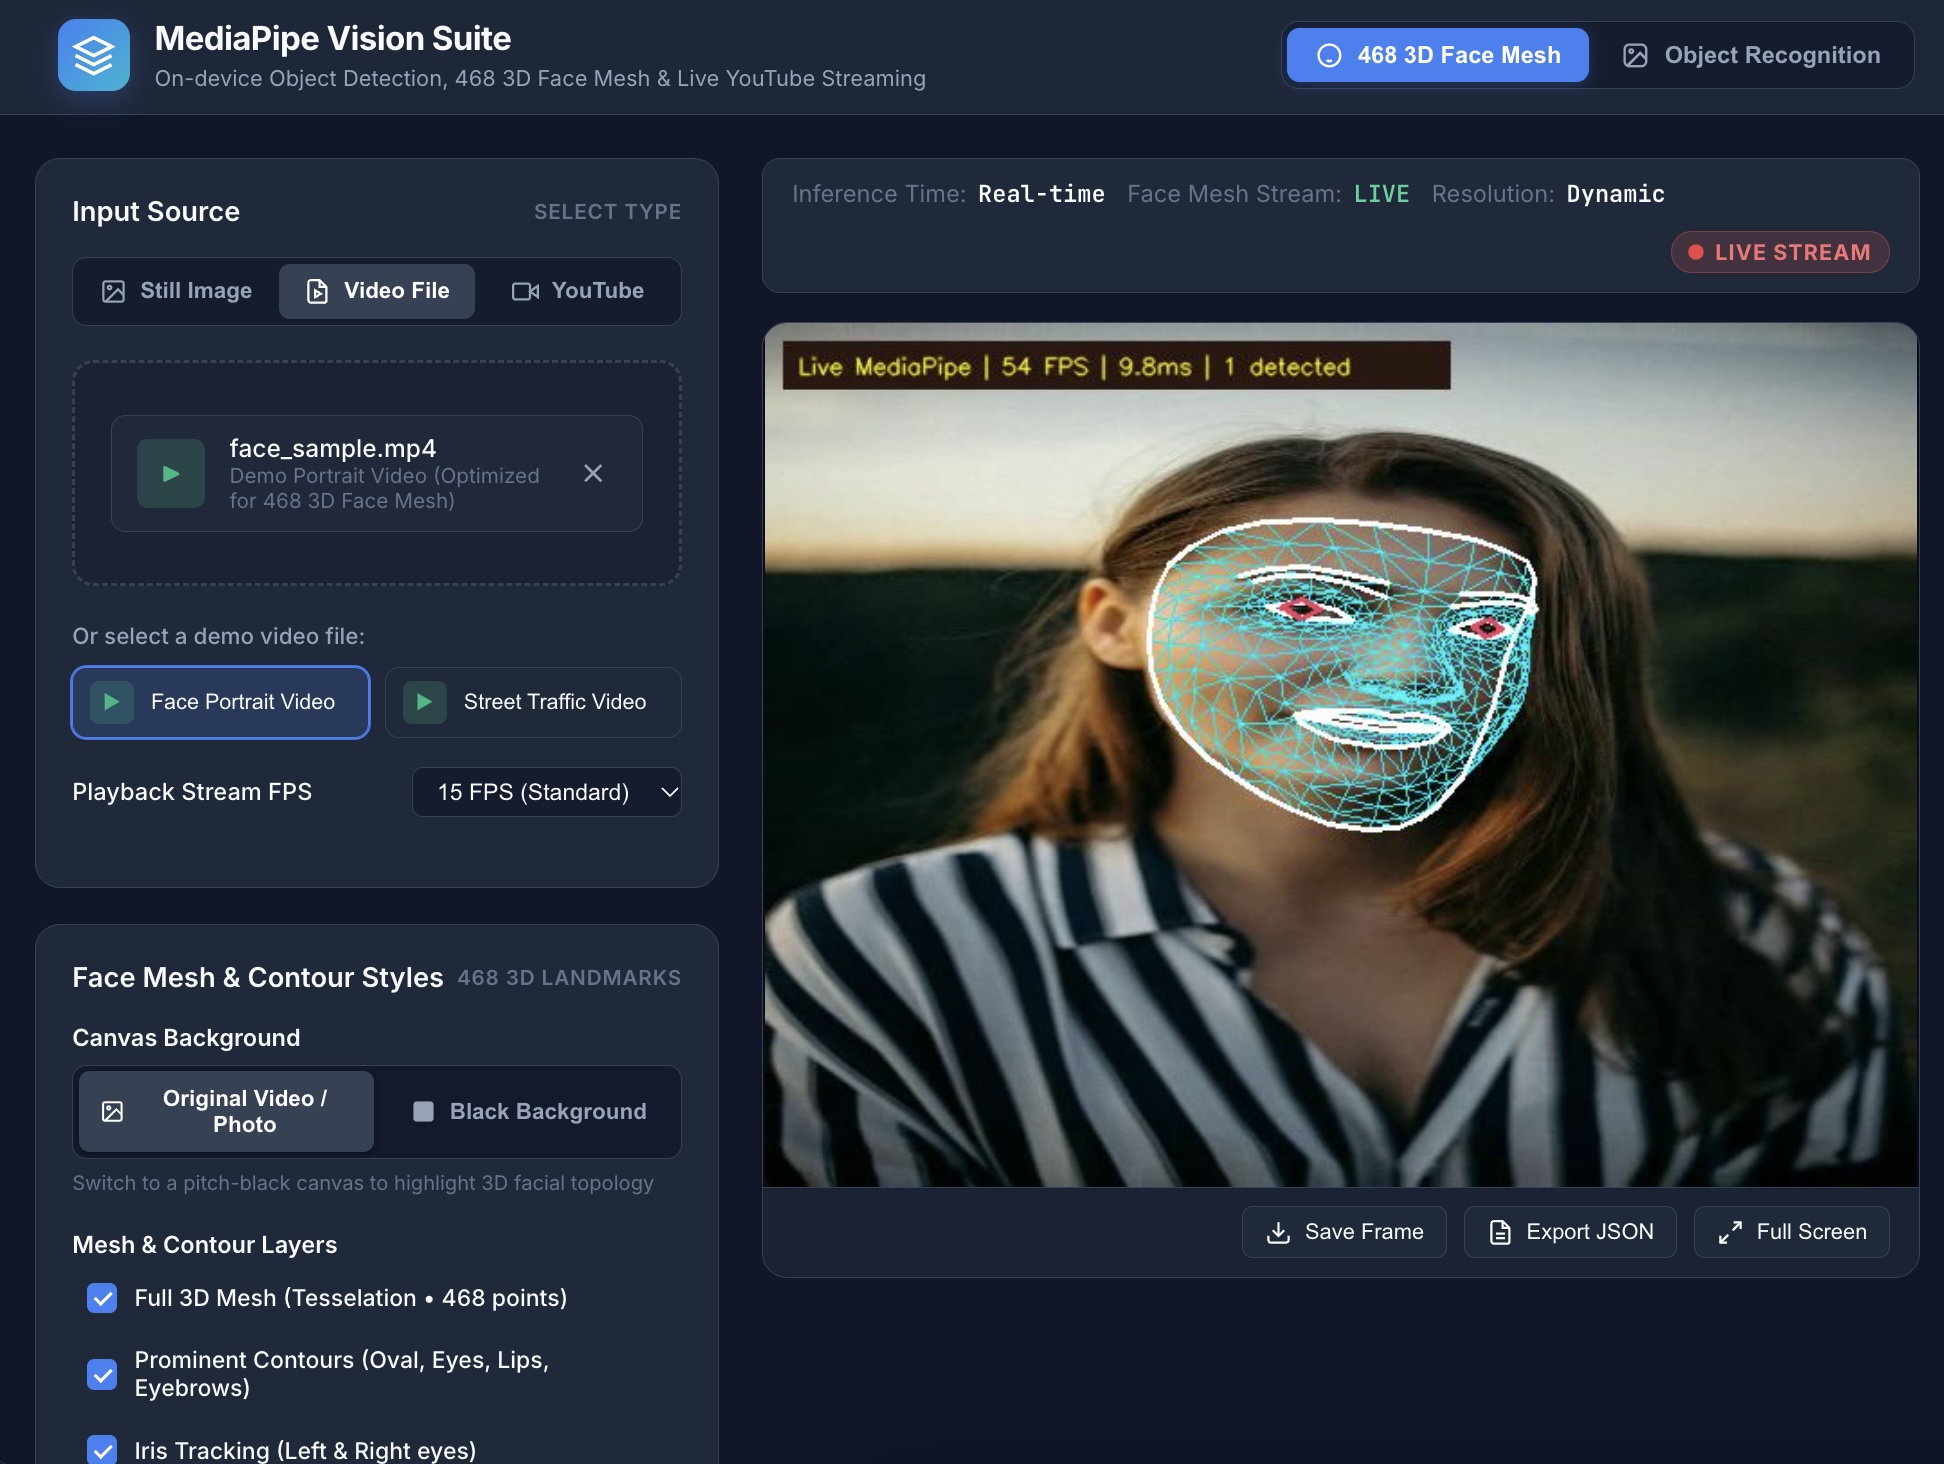 MediaPipe Vision Suite
On-device Object Detection, 468 3D Face Mesh & Live YouTube Streaming
468 3D Face Mesh
Object Recognition
Input Source
SELECT TYPE
Still Image
Video File
YouTube
face_sample.mp4
Demo Portrait Video (Optimized
for 468 3D Face Mesh)
Or select a demo video file:
Face Portrait Video
Street Traffic Video
Playback Stream FPS
15 FPS (Standard)
Face Mesh & Contour Styles
468 3D LANDMARKS
Canvas Background
Original Video /
Photo
Black Background
Switch to a pitch-black canvas to highlight 3D facial topology
Mesh & Contour Layers
Full 3D Mesh (Tesselation • 468 points)
Prominent Contours (Oval, Eyes, Lips,
Eyebrows)
Iris Tracking (Left & Right eyes)
Inference Time: Real-time Face Mesh Stream: LIVE Resolution: Dynamic
LIVE STREAM
Live MediaPipe | 54 FPS | 9.8ms | 1 detected
Save Frame
Export JSON
Full Screen